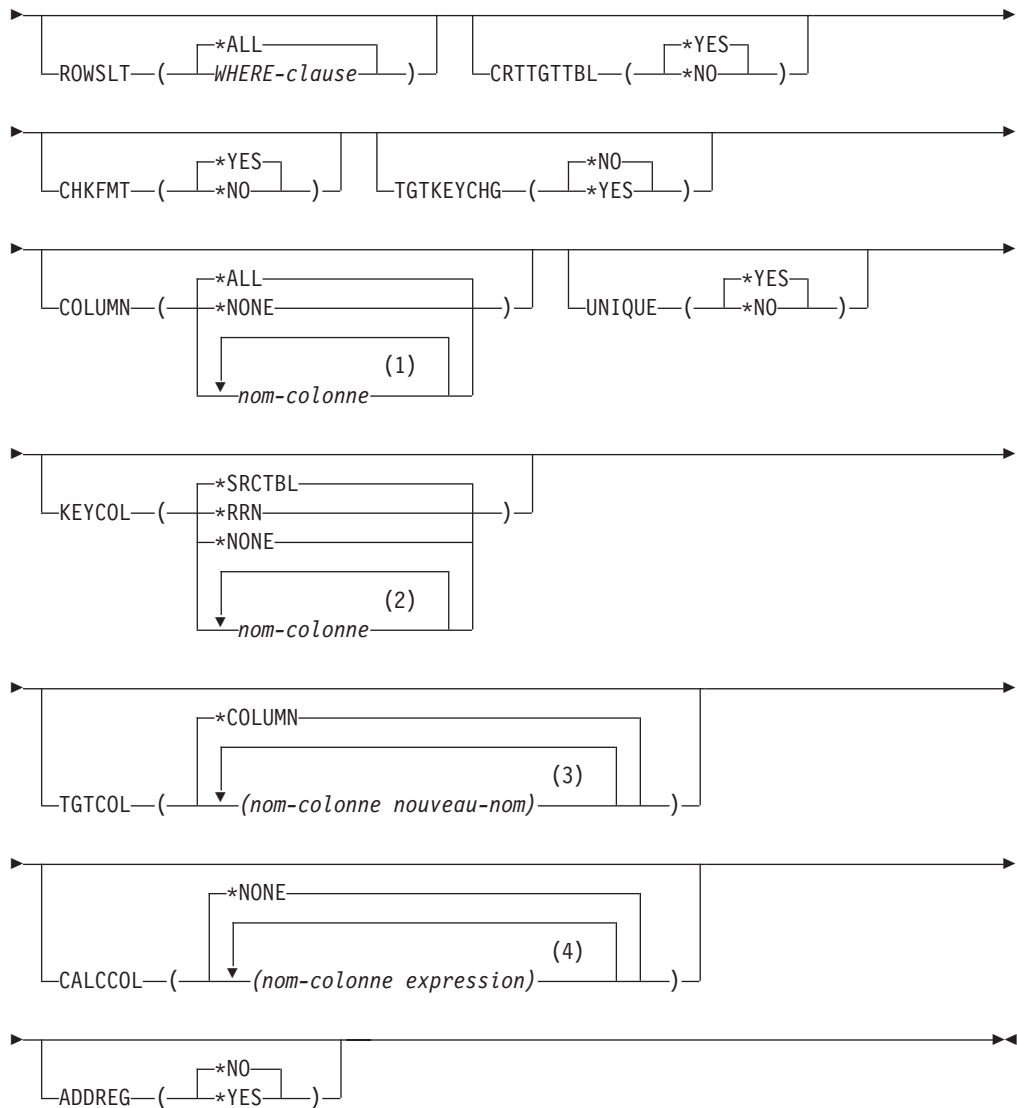 *ALL *YES
ROWSLT ( WHERE-clause ) CRTTGTTBL ( *NO )
*YES *NO
CHKFMT ( *NO ) TGTKEYCHG ( *YES )
*ALL *YES
COLUMN ( *NONE ) UNIQUE ( *NO )
(1)
nom-colonne
*SRCTBL
KEYCOL ( *RRN )
*NONE
(2)
nom-colonne
*COLUMN
(3)
TGTCOL ( (nom-colonne nouveau-nom) )
*NONE
(4)
CALCCOL ( (nom-colonne expression) )
*NO
ADDREG ( *YES )